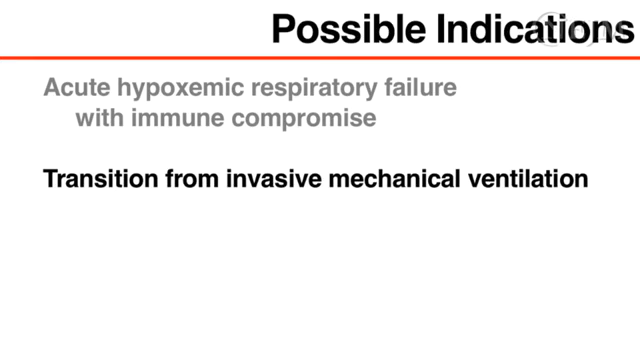 Possible Indications
Acute hypoxemic respiratory failure
with immune compromise
Transition from invasive mechanical ventilation